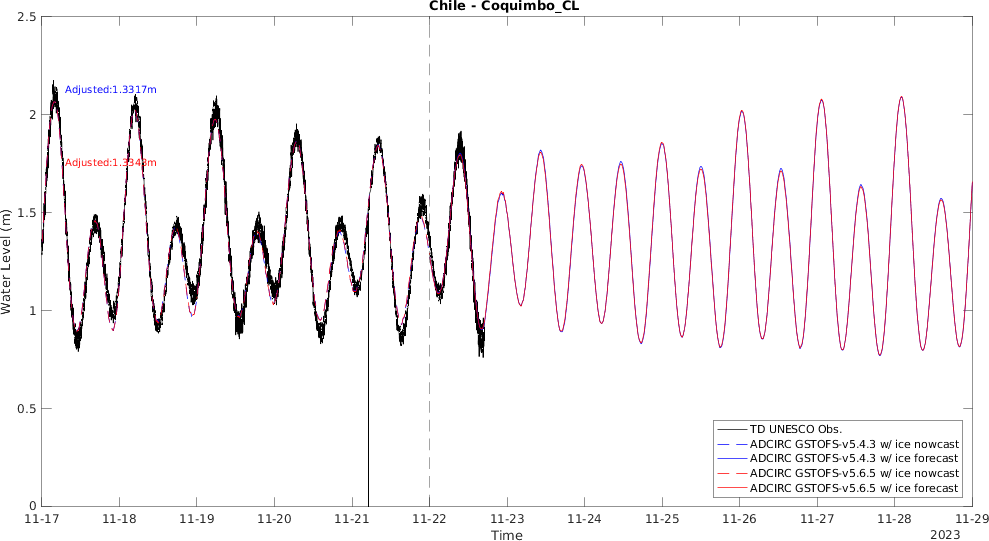 Chile - Coquimbo_CL
2.5
2
1.5
1
0.5
0
Water Level (m)
Adjusted:1.3317m
Adjusted:1.3343m
TD UNESCO Obs.
ADCIRC GSTOFS-v5.4.3 w/ ice nowcast
ADCIRC GSTOFS-v5.4.3 w/ ice forecast
ADCIRC GSTOFS-v5.6.5 w/ ice nowcast
ADCIRC GSTOFS-v5.6.5 w/ ice forecast
11-17 11-18 11-19 11-20 11-21 11-22 11-23 11-24 11-25 11-26 11-27 11-28 11-29
Time
2023